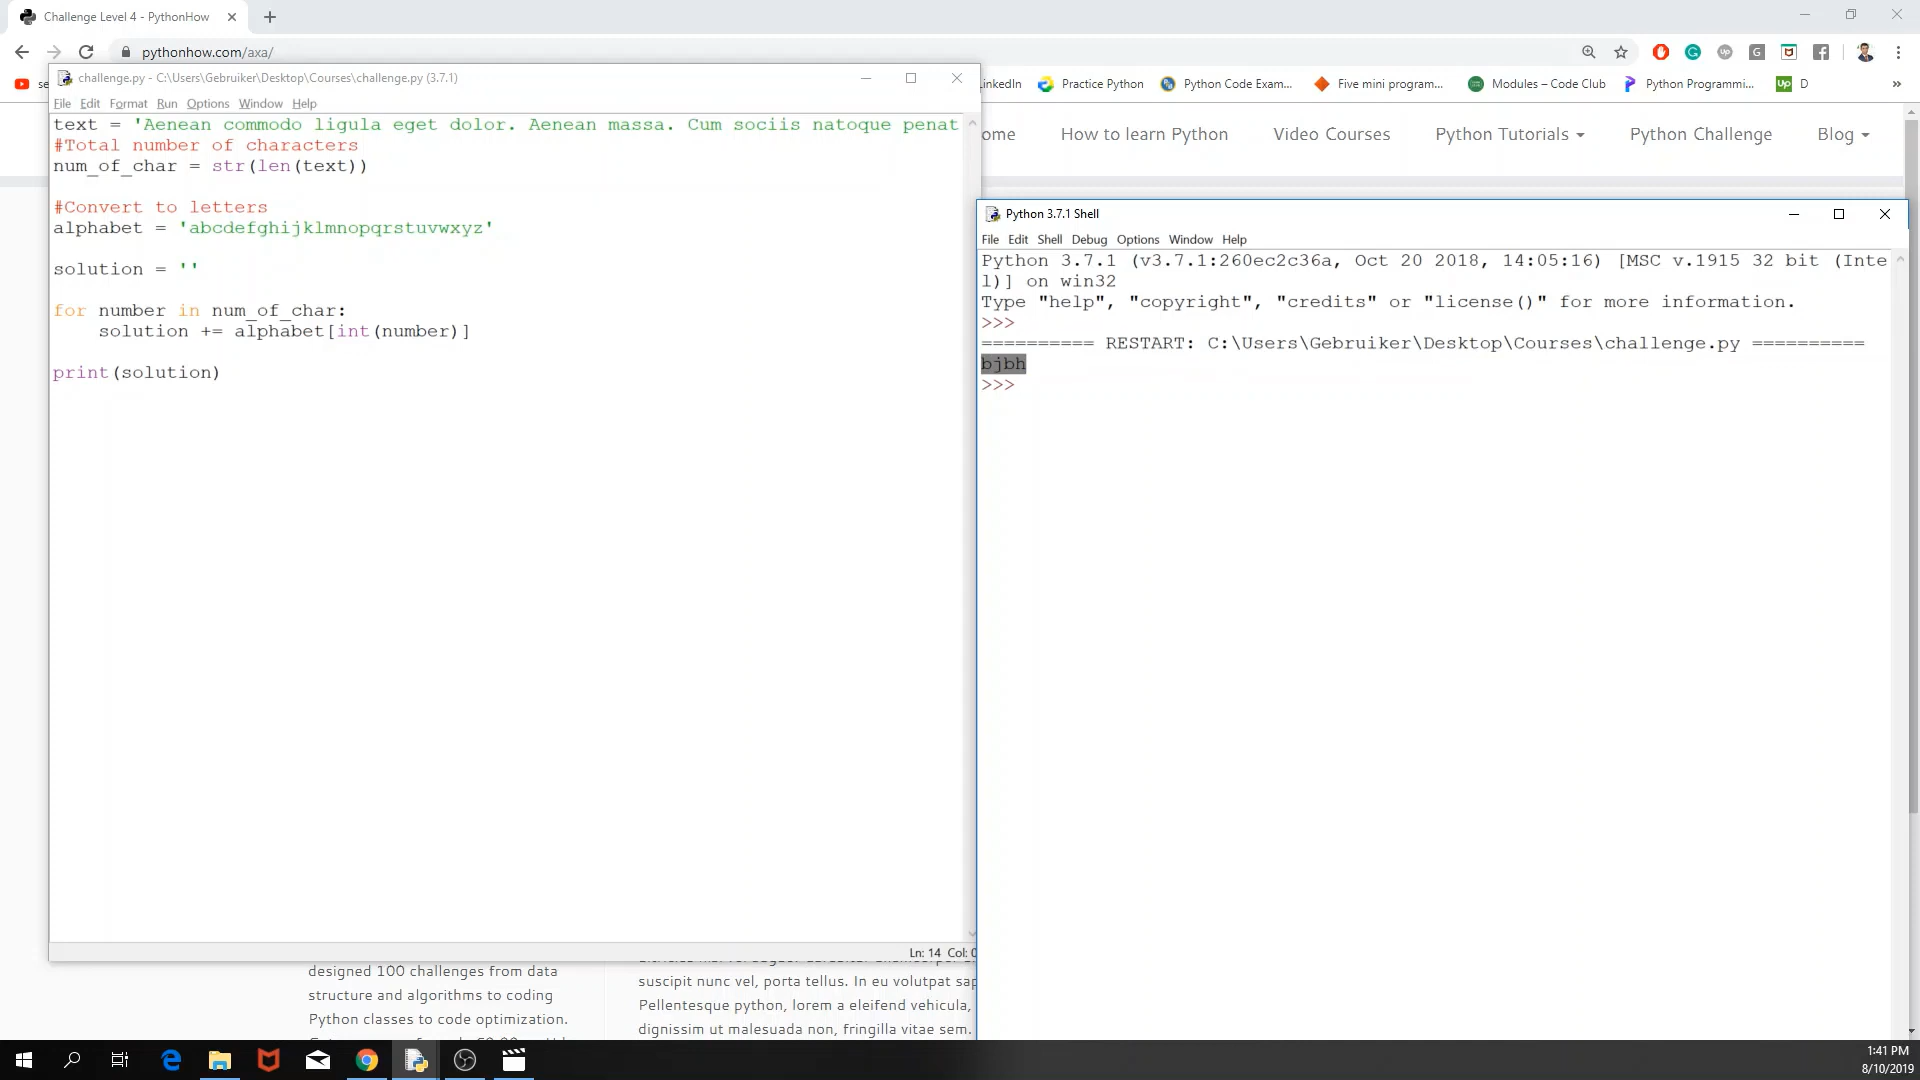 Challenge Level 4 - PythonHow
pythonhow.com/axa/
LinkedIn
Practice Python
Python Code Exam...
Five mini program...
Modules – Code Club
Python Programmi...
Up D
»
challenge.py - C:\Users\Gebruiker\Desktop\Courses\challenge.py (3.7.1)
File Edit Format Run Options Window Help
text = 'Aenean commodo ligula eget dolor. Aenean massa. Cum sociis natoque penat
#Total number of characters
num_of_char = str(len(text))
#Convert to letters
alphabet = 'abcdefghijklmnopqrstuvwxyz'
solution = ''
for number in num_of_char:
solution += alphabet[int(number)]
print(solution)
Ln: 14 Col: 0
ome How to learn Python Video Courses Python Tutorials Python Challenge Blog
Python 3.7.1 Shell
File Edit Shell Debug Options Window Help
Python 3.7.1 (v3.7.1:260ec2c36a, Oct 20 2018, 14:05:16) [MSC v.1915 32 bit (Inte
l)] on win32
Type "help", "copyright", "credits" or "license()" for more information.
>>>
========== RESTART: C:\Users\Gebruiker\Desktop\Courses\challenge.py ==========
bjbh
>>>
designed 100 challenges from data
structure and algorithms to coding
Python classes to code optimization.
suscipit nunc vel, porta tellus. In eu volutpat sap
Pellentesque python, lorem a eleifend vehicula,
dignissim ut malesuada non, fringilla vitae sem.
1:41 PM
8/10/2019